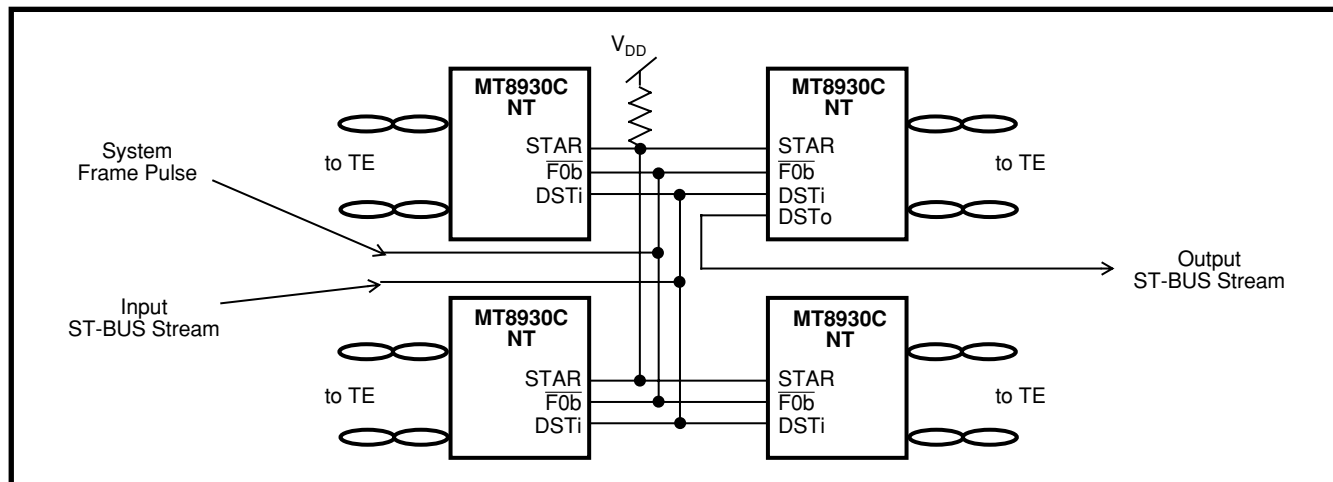 V_DD
MT8930C
NT
STAR
F0b
DSTi
MT8930C
NT
STAR
F0b
DSTi
DSTo
to TE
to TE
System
Frame Pulse
Input
ST-BUS Stream
Output
ST-BUS Stream
MT8930C
NT
STAR
F0b
DSTi
MT8930C
NT
STAR
F0b
DSTi
to TE
to TE